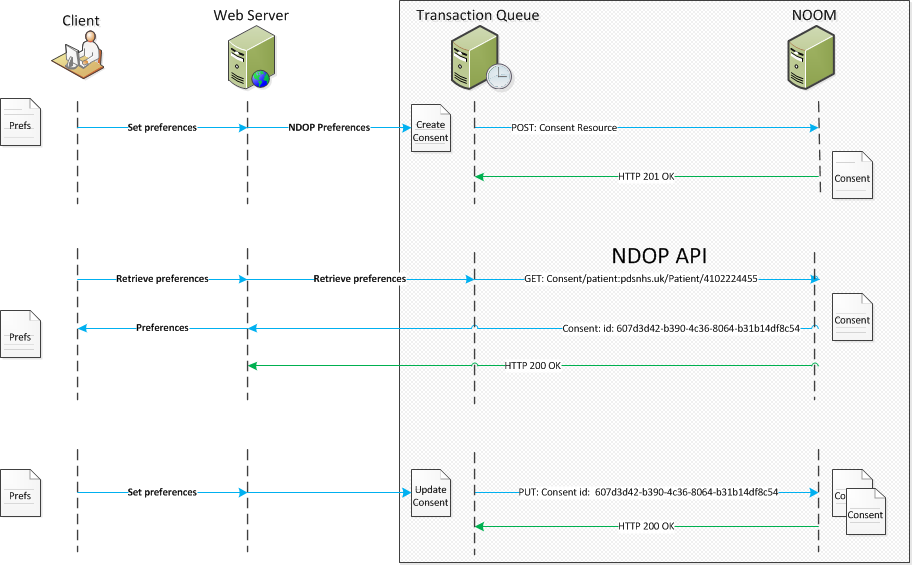 Client
Web Server
Transaction Queue
NOOM
Prefs
Set preferences
NDOP Preferences
Create
Consent
POST: Consent Resource
HTTP 201 OK
Consent
NDOP API
Retrieve preferences
Retrieve preferences
GET: Consent/patient:pdsnhs.uk/Patient/4102224455
Prefs
Preferences
Consent: id: 607d3d42-b390-4c36-8064-b31b14df8c54
Consent
HTTP 200 OK
Prefs
Set preferences
Update
Consent
PUT: Consent id: 607d3d42-b390-4c36-8064-b31b14df8c54
Co
Consent
HTTP 200 OK